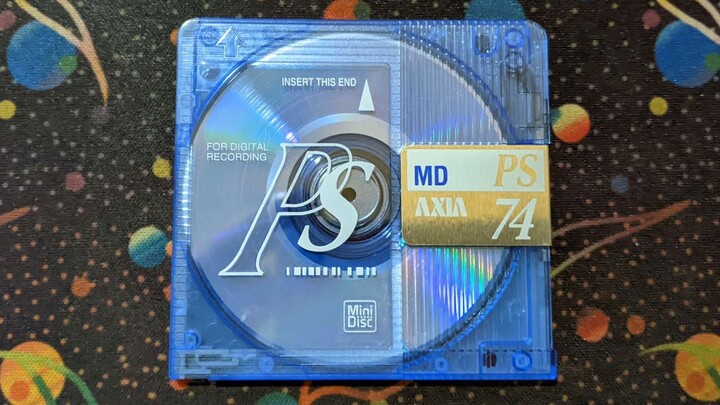 INSERT THIS END
FOR DIGITAL
RECORDING
PS
MD PS
AXIA 74
Mini
Disc